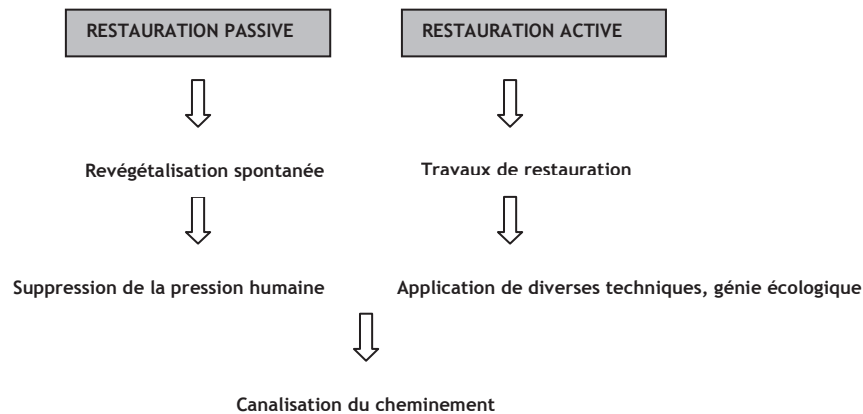 RESTAURATION PASSIVE
RESTAURATION ACTIVE
Revégétalisation spontanée
Travaux de restauration
Suppression de la pression humaine
Application de diverses techniques, génie écologique
Canalisation du cheminement